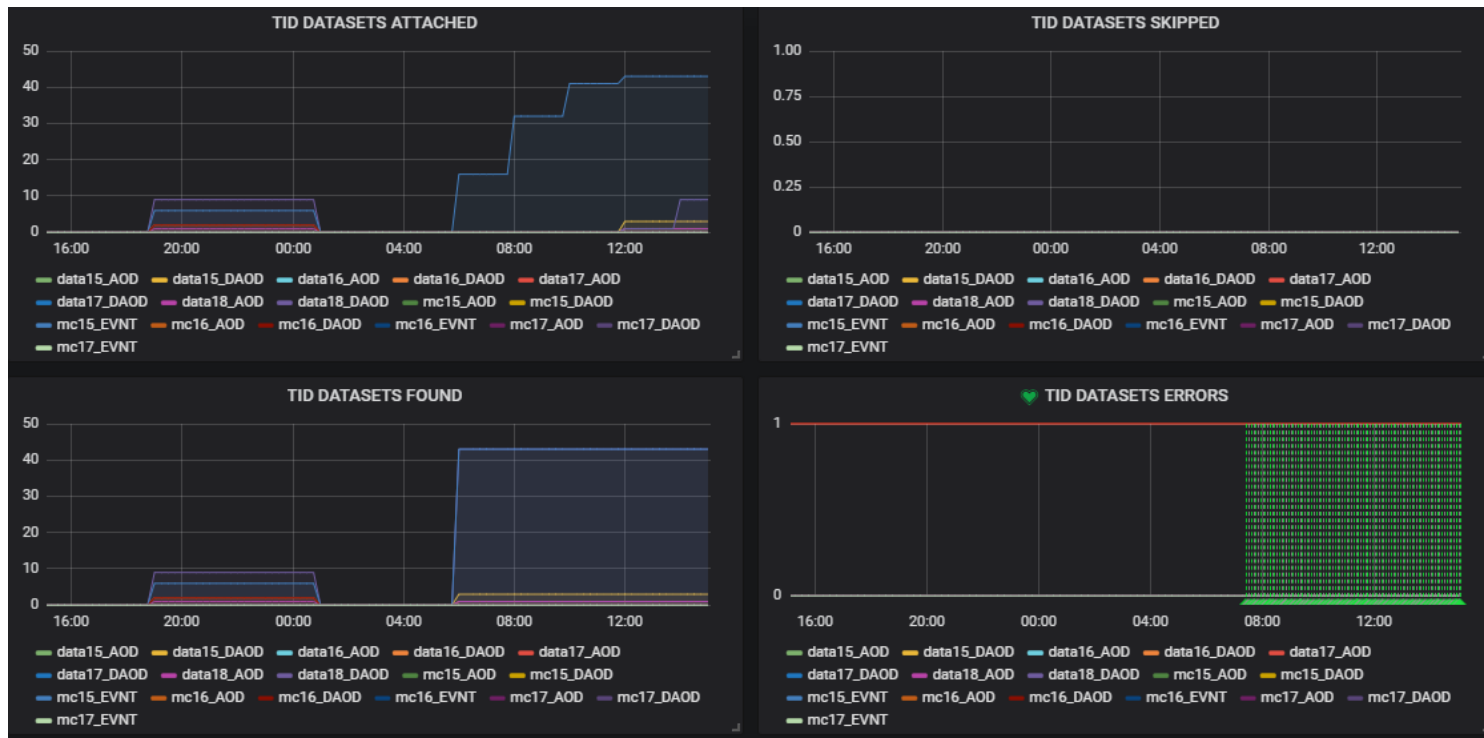 TID DATASETS ATTACHED
50
40
30
20
10
0
16:00 20:00 00:00 04:00 08:00 12:00
data15_AOD data15_DAOD data16_AOD data16_DAOD data17_AOD
data17_DAOD data18_AOD data18_DAOD mc15_AOD mc15_DAOD
mc15_EVNT mc16_AOD mc16_DAOD mc16_EVNT mc17_AOD mc17_DAOD
mc17_EVNT
TID DATASETS SKIPPED
1.00
0.75
0.50
0.25
0
16:00 20:00 00:00 04:00 08:00 12:00
data15_AOD data15_DAOD data16_AOD data16_DAOD data17_AOD
data17_DAOD data18_AOD data18_DAOD mc15_AOD mc15_DAOD
mc15_EVNT mc16_AOD mc16_DAOD mc16_EVNT mc17_AOD mc17_DAOD
mc17_EVNT
TID DATASETS FOUND
50
40
30
20
10
0
16:00 20:00 00:00 04:00 08:00 12:00
data15_AOD data15_DAOD data16_AOD data16_DAOD data17_AOD
data17_DAOD data18_AOD data18_DAOD mc15_AOD mc15_DAOD
mc15_EVNT mc16_AOD mc16_DAOD mc16_EVNT mc17_AOD mc17_DAOD
mc17_EVNT
TID DATASETS ERRORS
1
0
16:00 20:00 00:00 04:00 08:00 12:00
data15_AOD data15_DAOD data16_AOD data16_DAOD data17_AOD
data17_DAOD data18_AOD data18_DAOD mc15_AOD mc15_DAOD
mc15_EVNT mc16_AOD mc16_DAOD mc16_EVNT mc17_AOD mc17_DAOD
mc17_EVNT